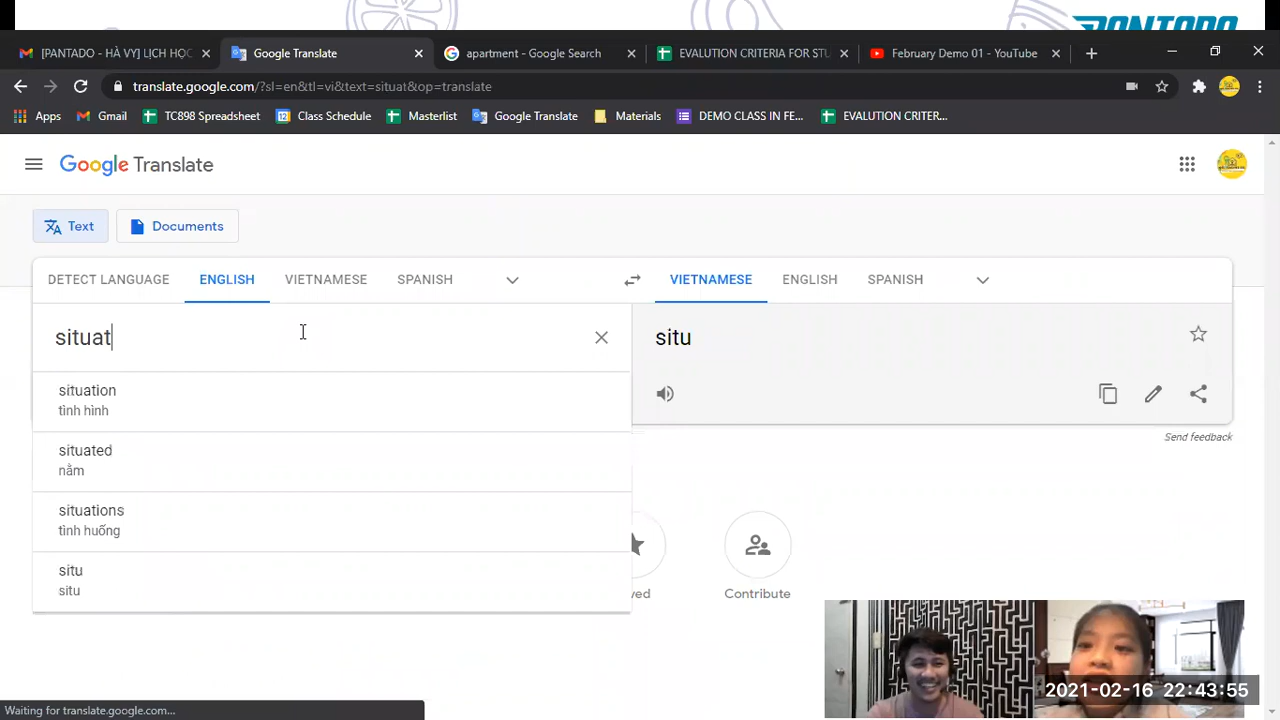 PANTADO
[PANTADO - HÀ VY] LỊCH HOC
Google Translate
apartment - Google Search
EVALUTION CRITERIA FOR STU
February Demo 01 - YouTube
translate.google.com/?sl=en&tl=vi&text=situat&op=translate
Apps
Gmail
TC898 Spreadsheet
Class Schedule
Masterlist
Google Translate
Materials
DEMO CLASS IN FE...
EVALUTION CRITER...
Google Translate
Text
Documents
DETECT LANGUAGE
ENGLISH
VIETNAMESE
SPANISH
VIETNAMESE
ENGLISH
SPANISH
situat
situ
situation
tình hình
situated
nằm
situations
tình huống
situ
situ
Send feedback
ved
Contribute
2021-02-16 22:43:55
Waiting for translate.google.com...